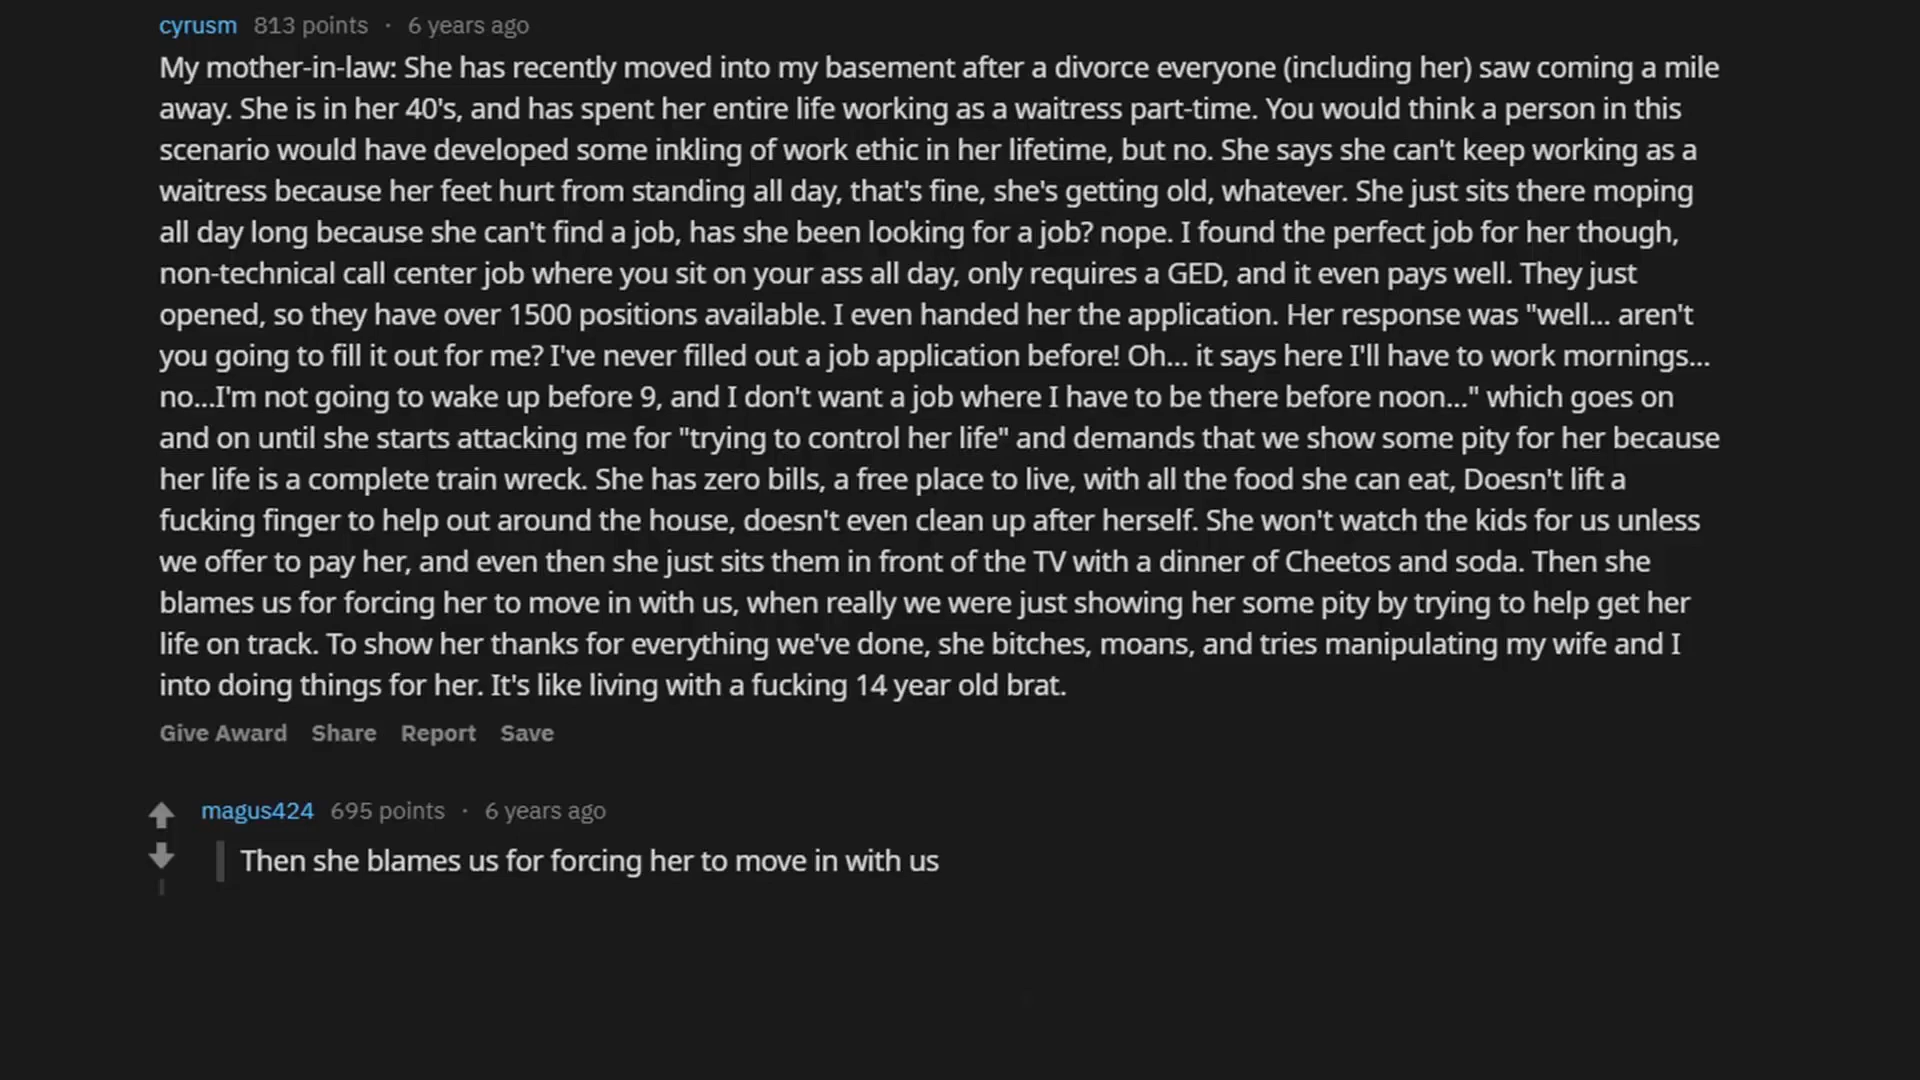 cyrusm 813 points · 6 years ago
My mother-in-law: She has recently moved into my basement after a divorce everyone (including her) saw coming a mile
away. She is in her 40's, and has spent her entire life working as a waitress part-time. You would think a person in this
scenario would have developed some inkling of work ethic in her lifetime, but no. She says she can't keep working as a
waitress because her feet hurt from standing all day, that's fine, she's getting old, whatever. She just sits there moping
all day long because she can't find a job, has she been looking for a job? nope. I found the perfect job for her though,
non-technical call center job where you sit on your ass all day, only requires a GED, and it even pays well. They just
opened, so they have over 1500 positions available. I even handed her the application. Her response was "well... aren't
you going to fill it out for me? I've never filled out a job application before! Oh... it says here I'll have to work mornings...
no...I'm not going to wake up before 9, and I don't want a job where I have to be there before noon..." which goes on
and on until she starts attacking me for "trying to control her life" and demands that we show some pity for her because
her life is a complete train wreck. She has zero bills, a free place to live, with all the food she can eat, Doesn't lift a
fucking finger to help out around the house, doesn't even clean up after herself. She won't watch the kids for us unless
we offer to pay her, and even then she just sits them in front of the TV with a dinner of Cheetos and soda. Then she
blames us for forcing her to move in with us, when really we were just showing her some pity by trying to help get her
life on track. To show her thanks for everything we've done, she bitches, moans, and tries manipulating my wife and I
into doing things for her. It's like living with a fucking 14 year old brat.
Give Award Share Report Save
magus424 695 points · 6 years ago
Then she blames us for forcing her to move in with us